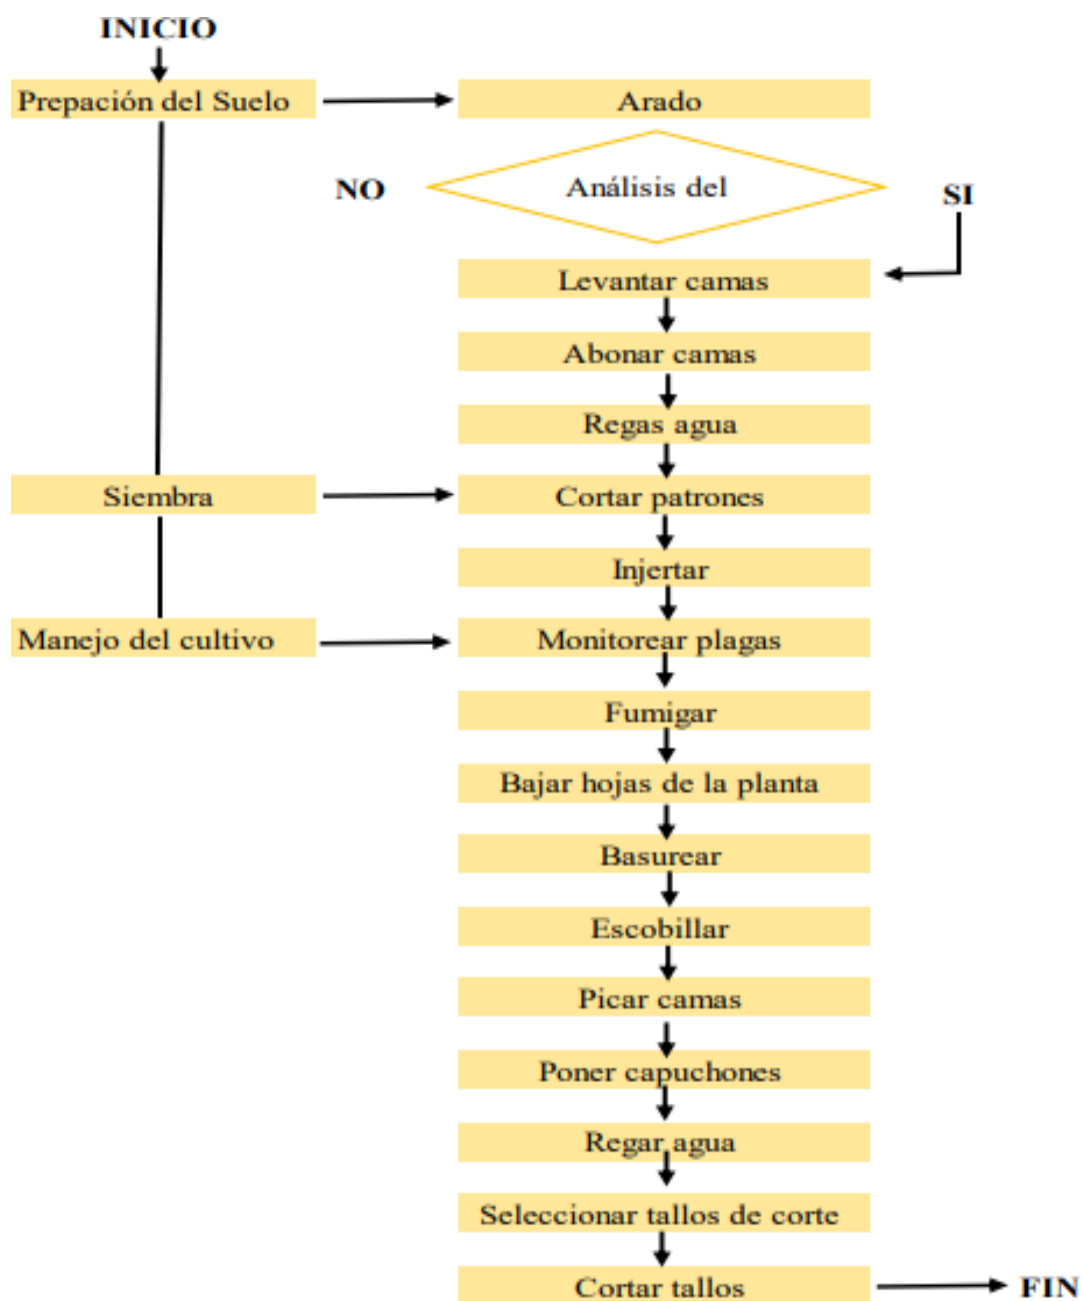 INICIO
Prepación del Suelo
Arado
NO
Análisis del
SI
Levantar camas
Abonar camas
Regas agua
Siembra
Cortar patrones
Injertar
Manejo del cultivo
Monitorear plagas
Fumigar
Bajar hojas de la planta
Basurear
Escobillar
Picar camas
Poner capuchones
Regar agua
Seleccionar tallos de corte
Cortar tallos
FIN